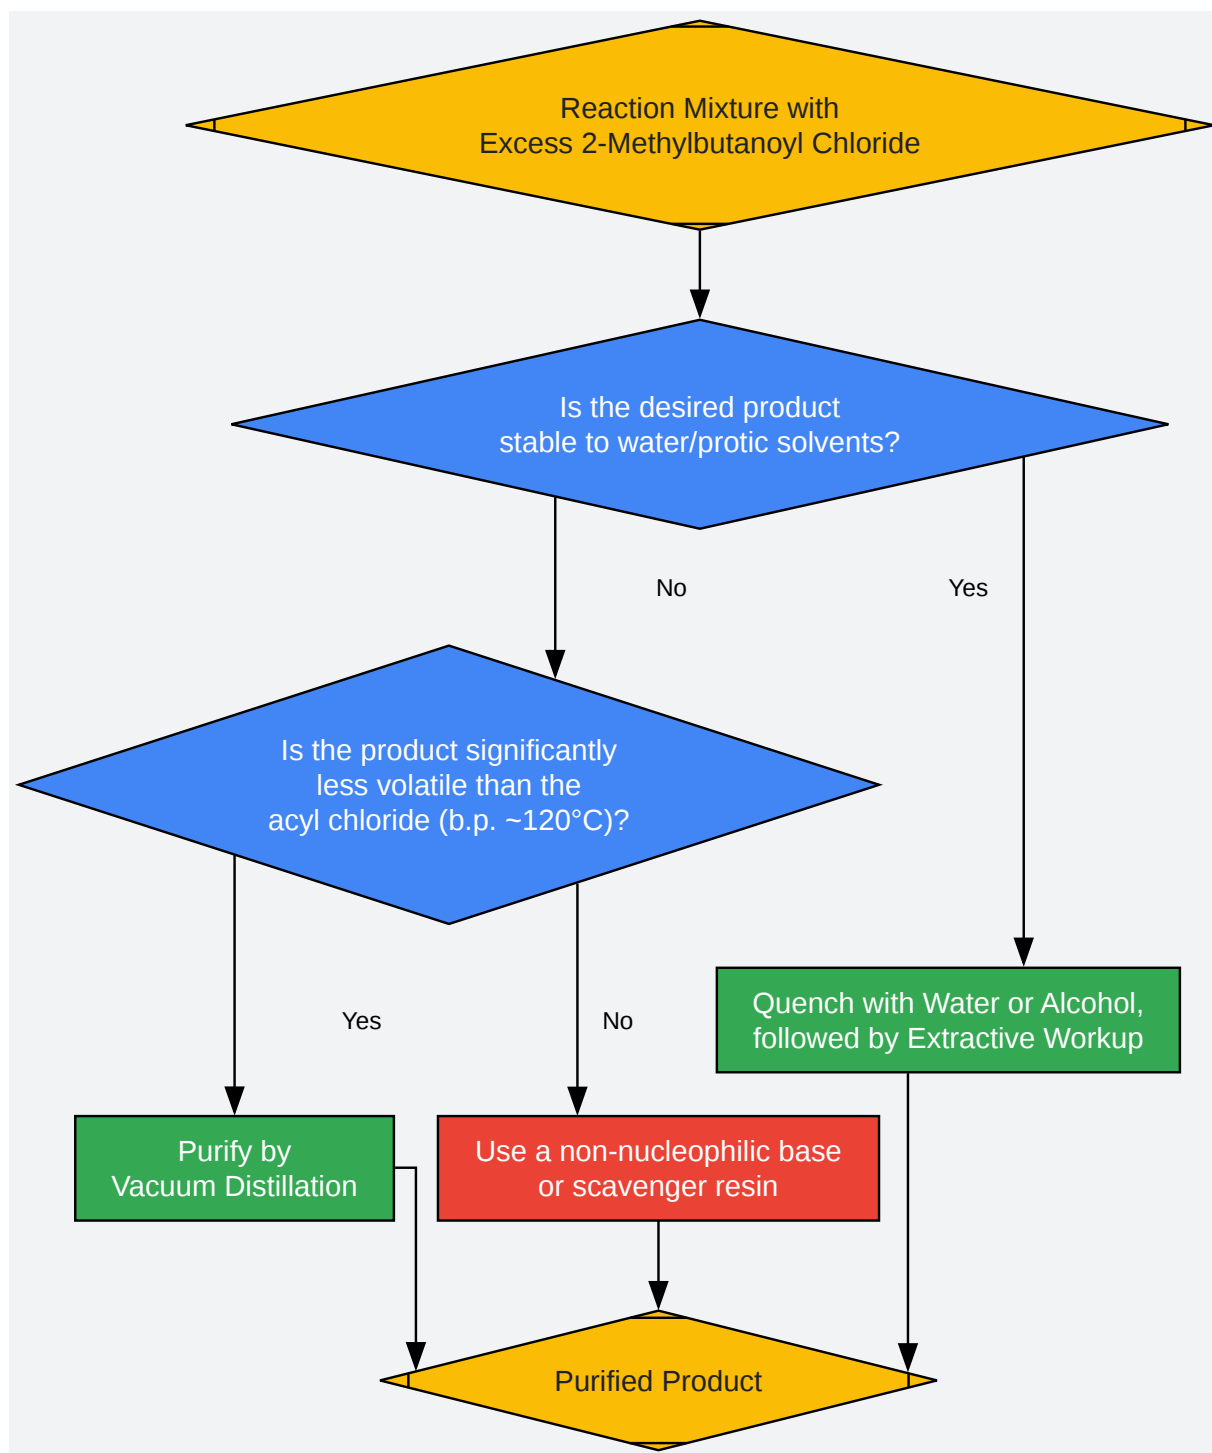 Reaction Mixture with
Excess 2-Methylbutanoyl Chloride
Is the desired product
stable to water/protic solvents?
No
Yes
Is the product significantly
less volatile than the
acyl chloride (b.p. ~120°C)?
Quench with Water or Alcohol,
followed by Extractive Workup
Yes
No
Purify by
Vacuum Distillation
Use a non-nucleophilic base
or scavenger resin
Purified Product